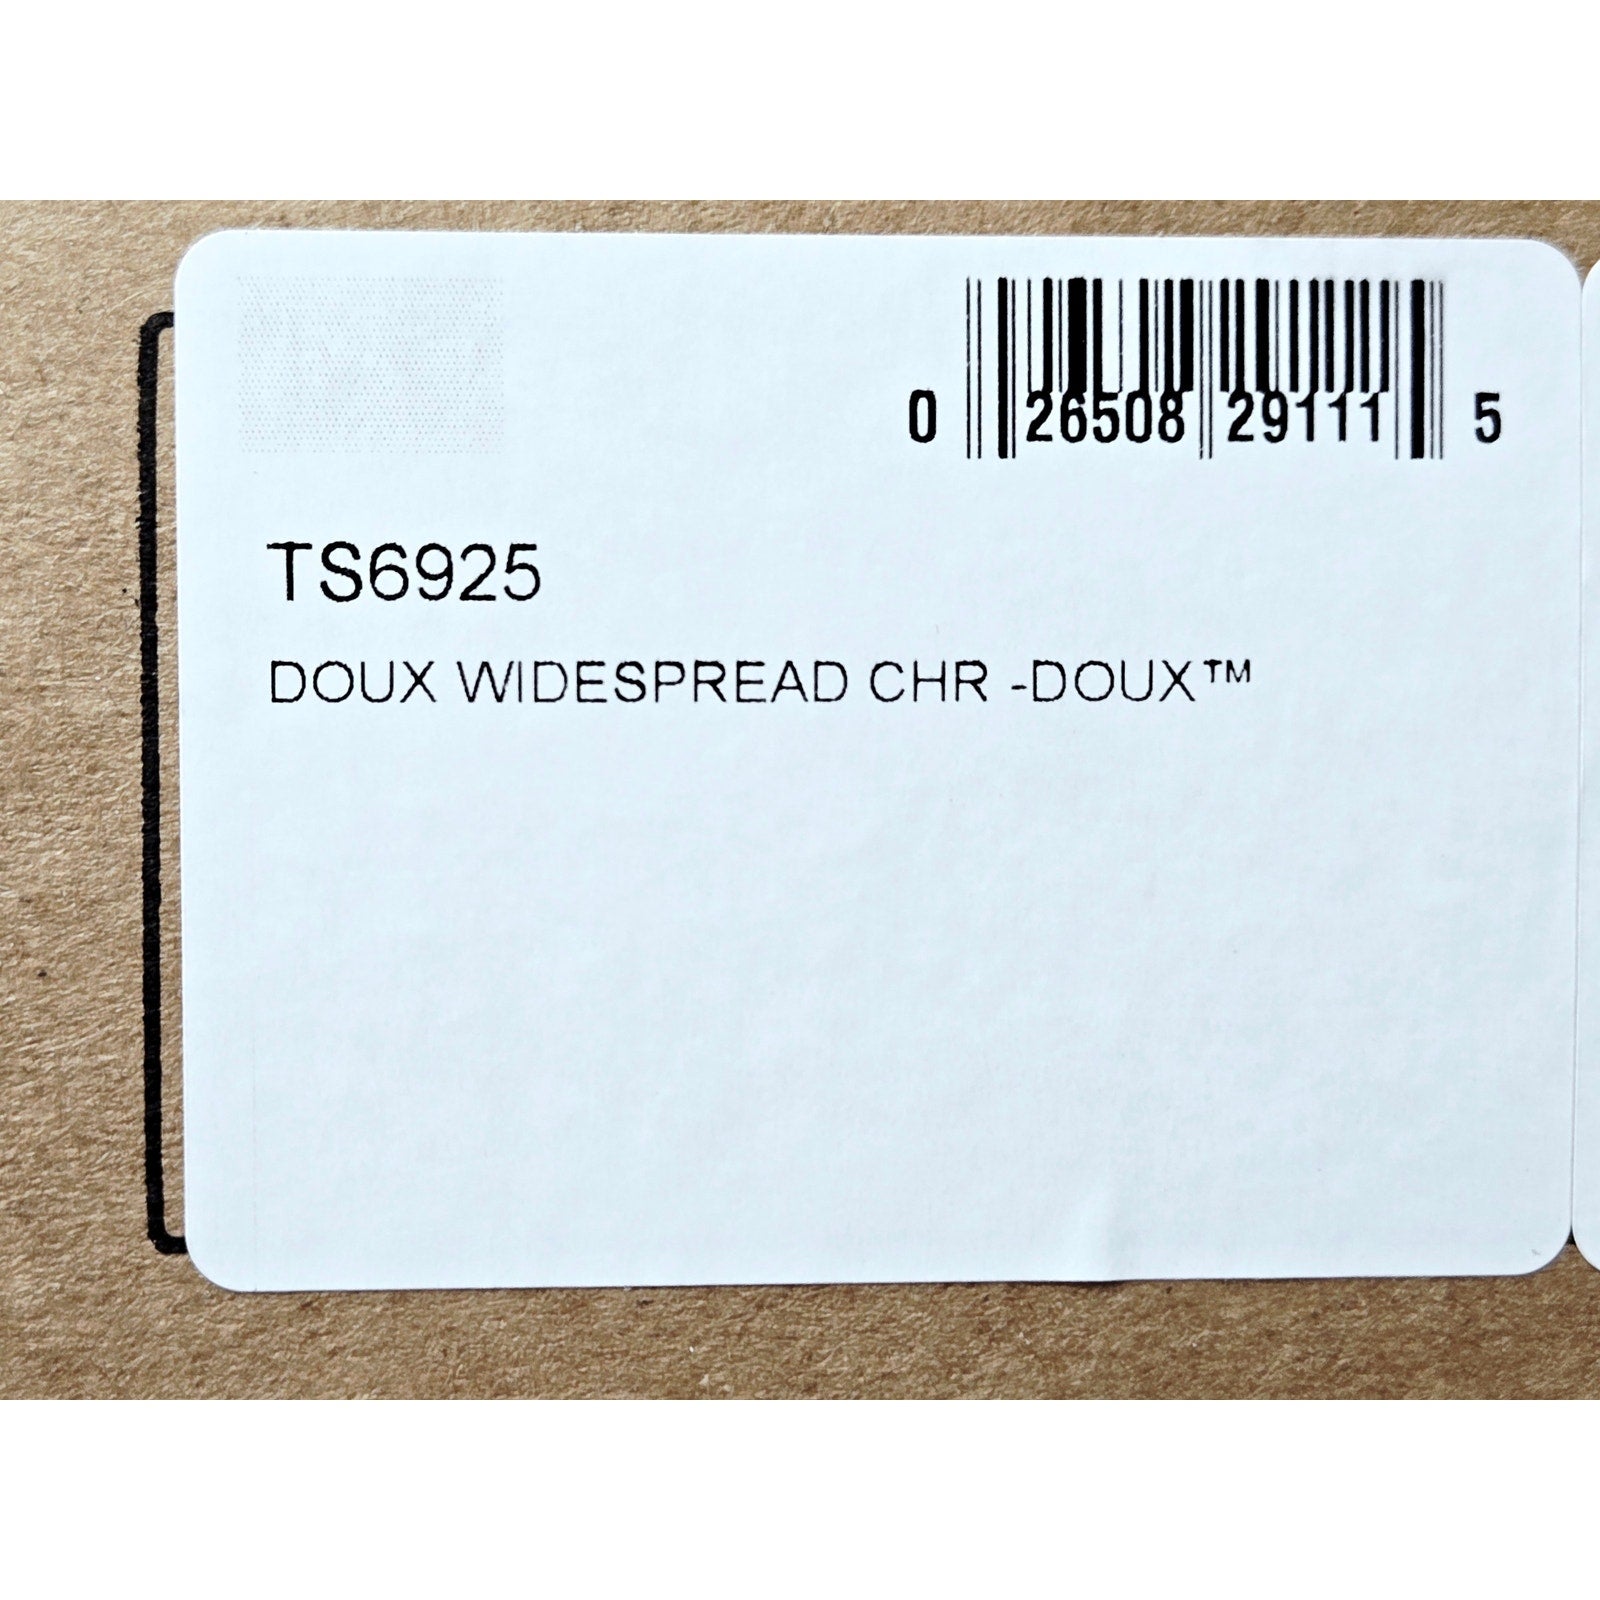 0 26508 29111 5
TS6925
DOUX WIDESPREAD CHR -DOUX™